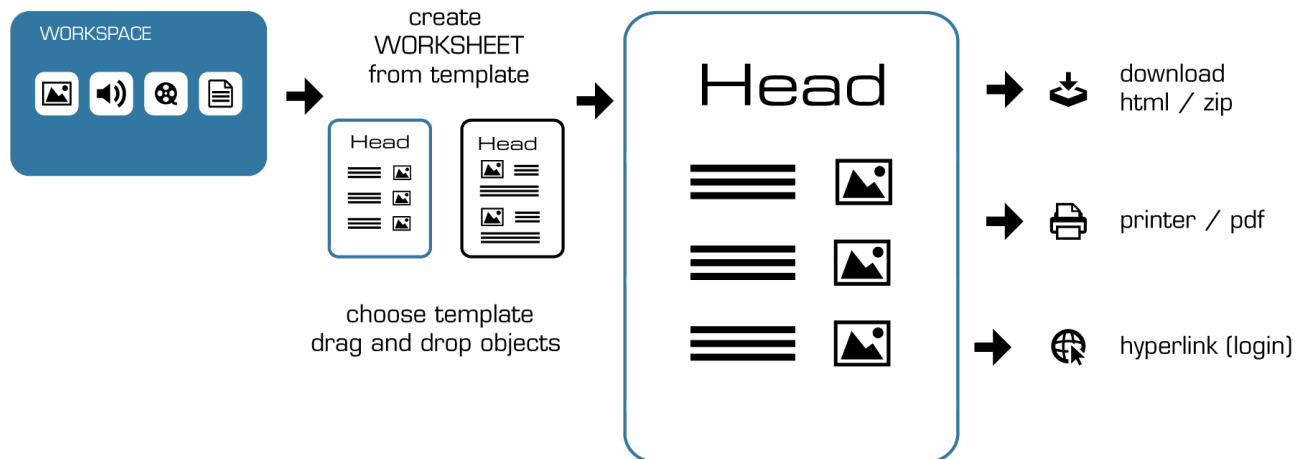 WORKSPACE
create
WORKSHEET
from template
Head
Head
choose template
drag and drop objects
Head
download
html / zip
printer / pdf
hyperlink (login)